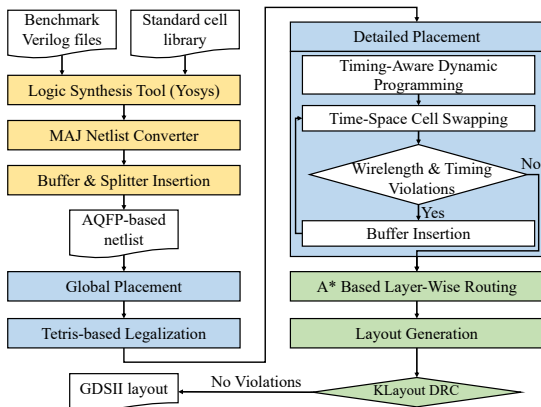 Benchmark
Verilog files
Standard cell
library
Logic Synthesis Tool (Yosys)
MAJ Netlist Converter
Buffer & Splitter Insertion
AQFP-based
netlist
Global Placement
Tetris-based Legalization
Detailed Placement
Timing-Aware Dynamic
Programming
Time-Space Cell Swapping
Wirelength & Timing
Violations
No
Yes
Buffer Insertion
A* Based Layer-Wise Routing
Layout Generation
KLayout DRC
No Violations
GDSII layout